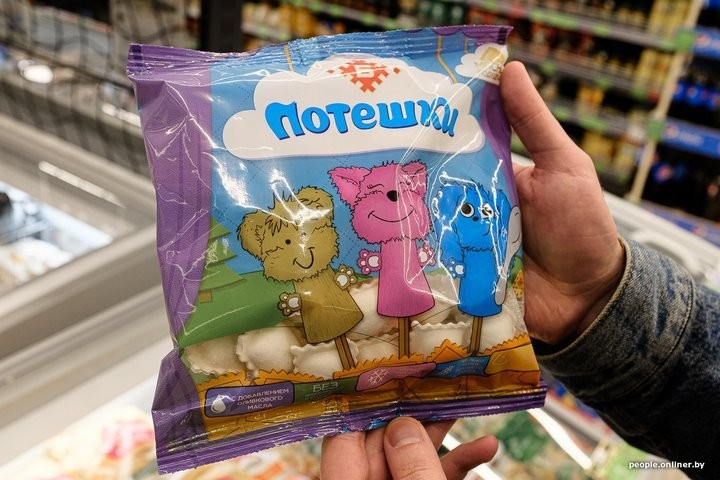 Потешки
С ДОБАВЛЕНИЕМ
ОЛИВКОВОГО
МАСЛА
БЕЗ
people.onliner.by